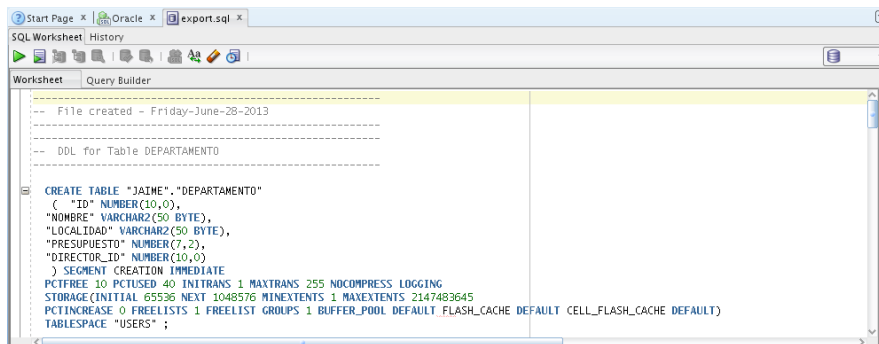 Start Page
Oracle
export.sql
SQL Worksheet History
Worksheet Query Builder
--------------------------------------------------------
-- File created - Friday-June-28-2013
--------------------------------------------------------
--------------------------------------------------------
-- DDL for Table DEPARTAMENTO
--------------------------------------------------------
CREATE TABLE "JAIME"."DEPARTAMENTO"
( "ID" NUMBER(10,0),
"NOMBRE" VARCHAR2(50 BYTE),
"LOCALIDAD" VARCHAR2(50 BYTE),
"PRESUPUESTO" NUMBER(7,2),
"DIRECTOR_ID" NUMBER(10,0)
) SEGMENT CREATION IMMEDIATE
PCTFREE 10 PCTUSED 40 INITRANS 1 MAXTRANS 255 NOCOMPRESS LOGGING
STORAGE(INITIAL 65536 NEXT 1048576 MINEXTENTS 1 MAXEXTENTS 2147483645
PCTINCREASE 0 FREELISTS 1 FREELIST GROUPS 1 BUFFER_POOL DEFAULT FLASH_CACHE DEFAULT CELL_FLASH_CACHE DEFAULT)
TABLESPACE "USERS" ;